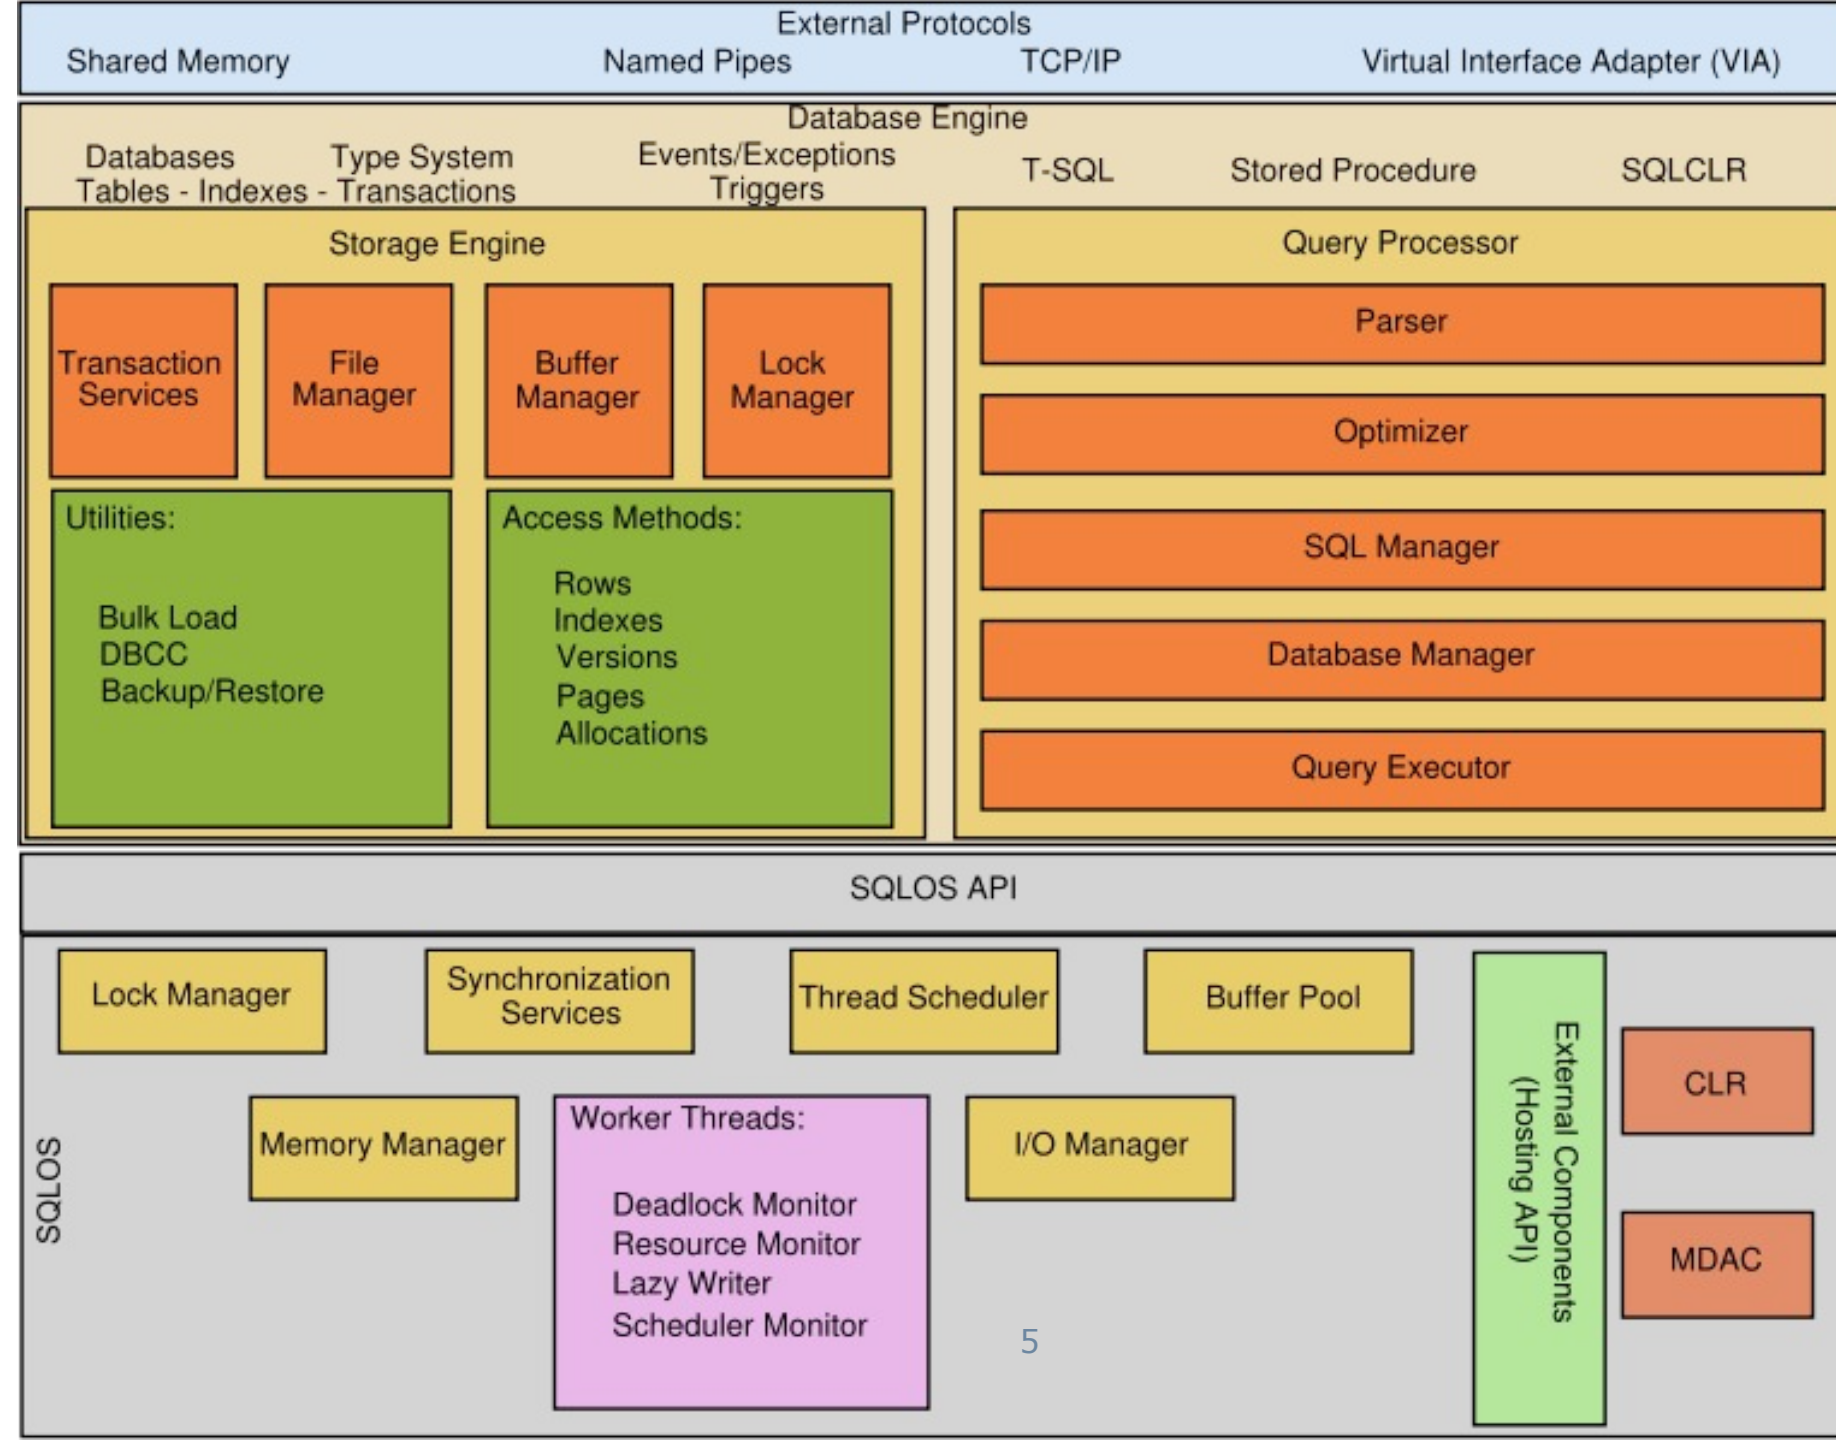 External Protocols
Shared Memory Named Pipes TCP/IP Virtual Interface Adapter (VIA)
Database Engine
Databases Type System
Tables - Indexes - Transactions
Events/Exceptions
Triggers
T-SQL Stored Procedure SQLCLR
Storage Engine
Transaction
Services
File
Manager
Buffer
Manager
Lock
Manager
Utilities:
Bulk Load
DBCC
Backup/Restore
Access Methods:
Rows
Indexes
Versions
Pages
Allocations
Query Processor
Parser
Optimizer
SQL Manager
Database Manager
Query Executor
SQLOS API
SQLOS
Lock Manager
Synchronization
Services
Thread Scheduler
Buffer Pool
Memory Manager
Worker Threads:
Deadlock Monitor
Resource Monitor
Lazy Writer
Scheduler Monitor
I/O Manager
External Components
(Hosting API)
CLR
MDAC
5